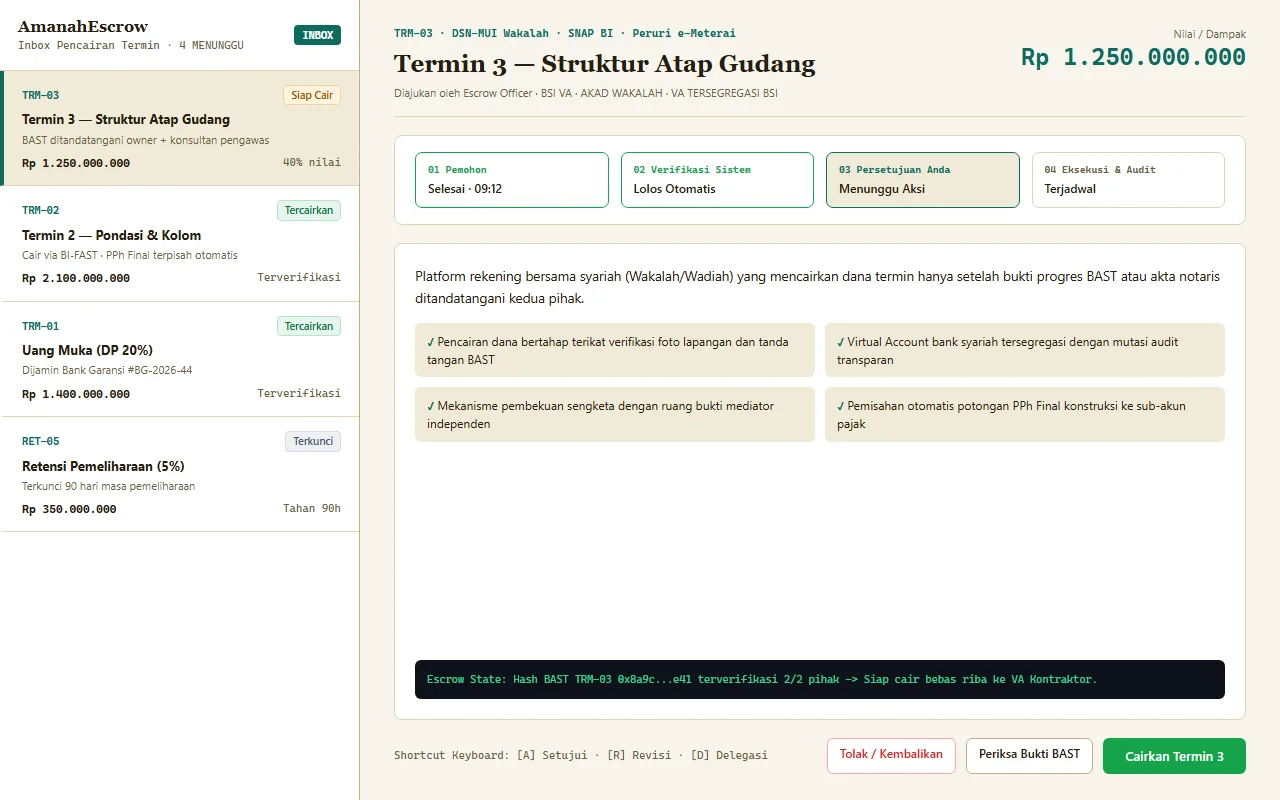 AmanahEscrow
Inbox Pencairan Termin · 4 MENUNGGU
INBOX
TRM-03
Siap Cair
Termin 3 — Struktur Atap Gudang
BAST ditandatangani owner + konsultan pengawas
Rp 1.250.000.000
40% nilai
TRM-02
Tercairkan
Termin 2 — Pondasi & Kolom
Cair via BI-FAST · PPh Final terpisah otomatis
Rp 2.100.000.000
Terverifikasi
TRM-01
Tercairkan
Uang Muka (DP 20%)
Dijamin Bank Garansi #BG-2026-44
Rp 1.400.000.000
Terverifikasi
RET-05
Terkunci
Retensi Pemeliharaan (5%)
Terkunci 90 hari masa pemeliharaan
Rp 350.000.000
Tahan 90h
TRM-03 · DSN-MUI Wakalah · SNAP BI · Peruri e-Meterai
Termin 3 — Struktur Atap Gudang
Diajukan oleh Escrow Officer · BSI VA · AKAD WAKALAH · VA TERSEGREGASI BSI
Nilai / Dampak
Rp 1.250.000.000
01 Pemohon
Selesai · 09:12
02 Verifikasi Sistem
Lolos Otomatis
03 Persetujuan Anda
Menunggu Aksi
04 Eksekusi & Audit
Terjadwal
Platform rekening bersama syariah (Wakalah/Wadiah) yang mencairkan dana termin hanya setelah bukti progres BAST atau akta notaris
ditandatangani kedua pihak.
✓ Pencairan dana bertahap terikat verifikasi foto lapangan dan tanda
tangan BAST
✓ Virtual Account bank syariah tersegregasi dengan mutasi audit
transparan
✓ Mekanisme pembekuan sengketa dengan ruang bukti mediator
independen
✓ Pemisahan otomatis potongan PPh Final konstruksi ke sub-akun
pajak
Escrow State: Hash BAST TRM-03 0x8a9c...e41 terverifikasi 2/2 pihak -> Siap cair bebas riba ke VA Kontraktor.
Shortcut Keyboard: [A] Setujui · [R] Revisi · [D] Delegasi
Tolak / Kembalikan
Periksa Bukti BAST
Cairkan Termin 3